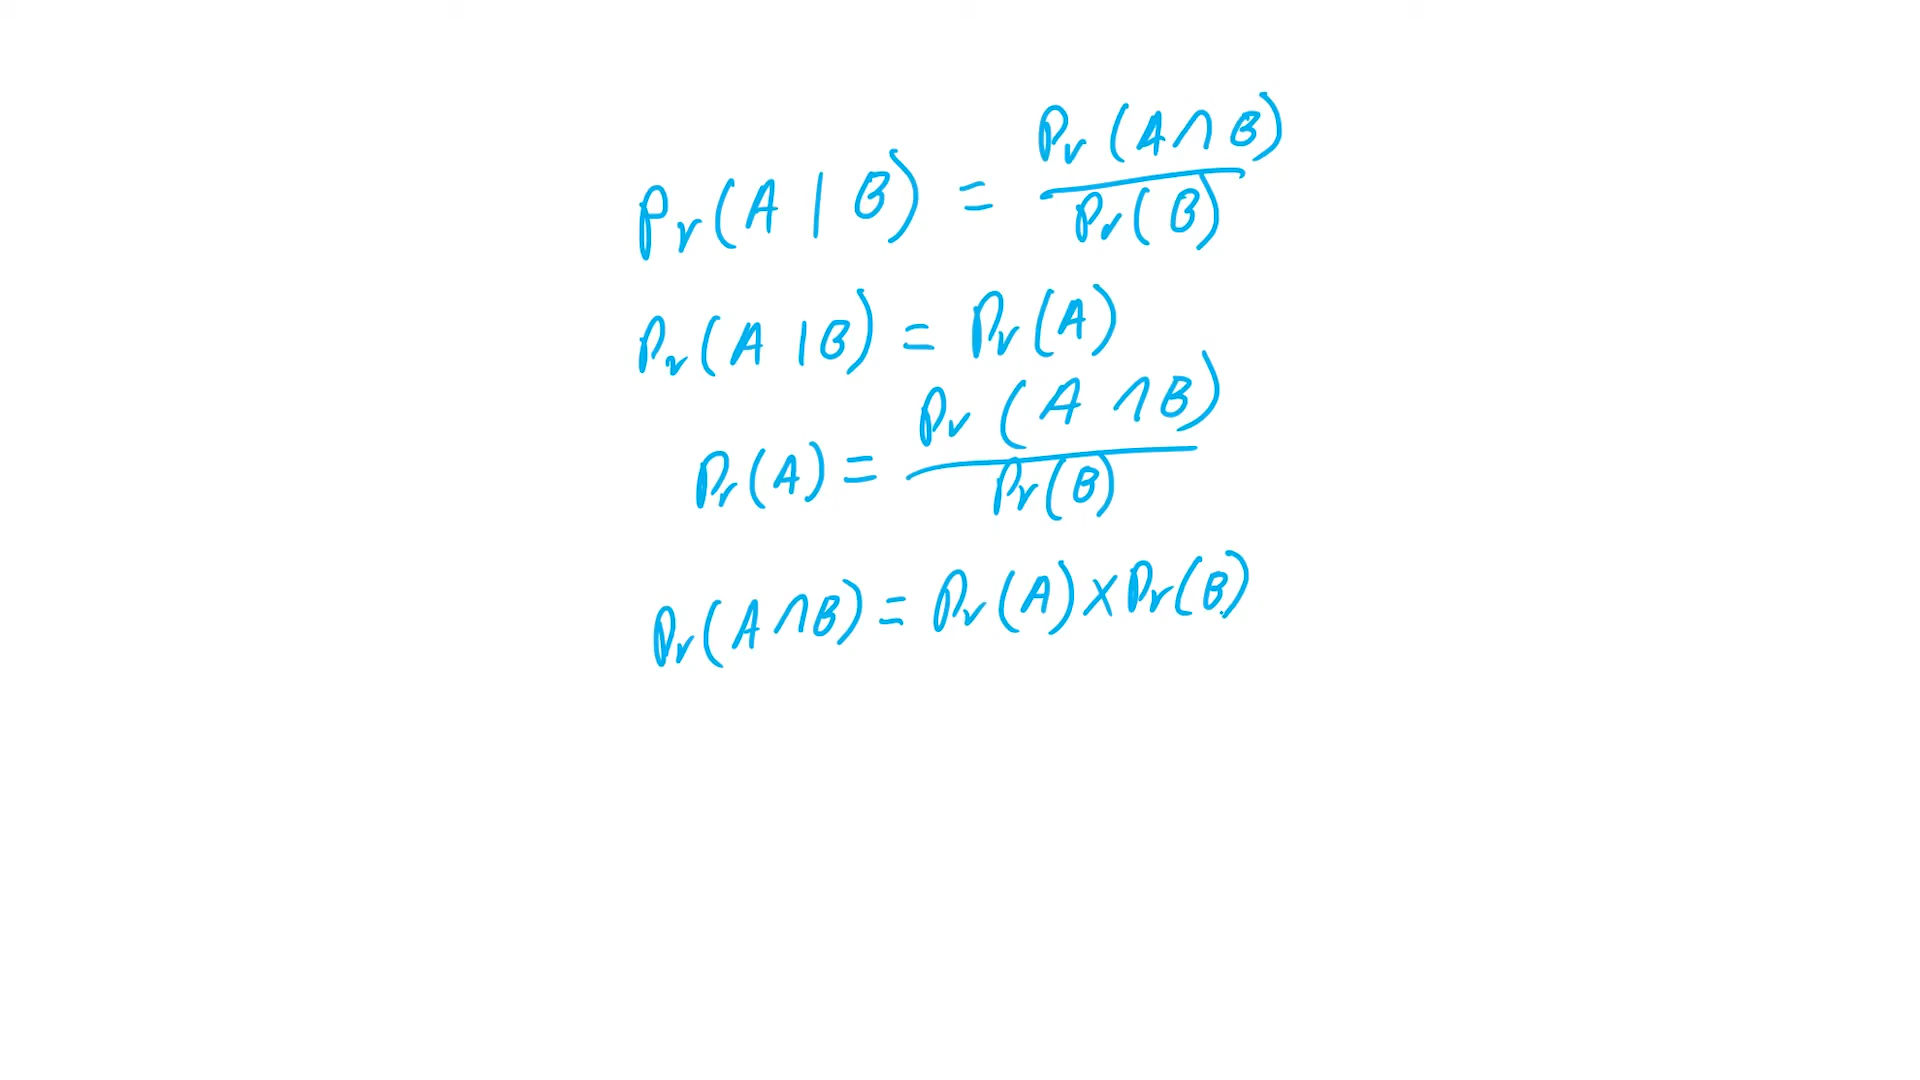 Pr(A | B) = Pr(A ∩ B) / Pr(B)
Pr(A | B) = Pr(A)
Pr(A) = Pr(A ∩ B) / Pr(B)
Pr(A ∩ B) = Pr(A) × Pr(B)